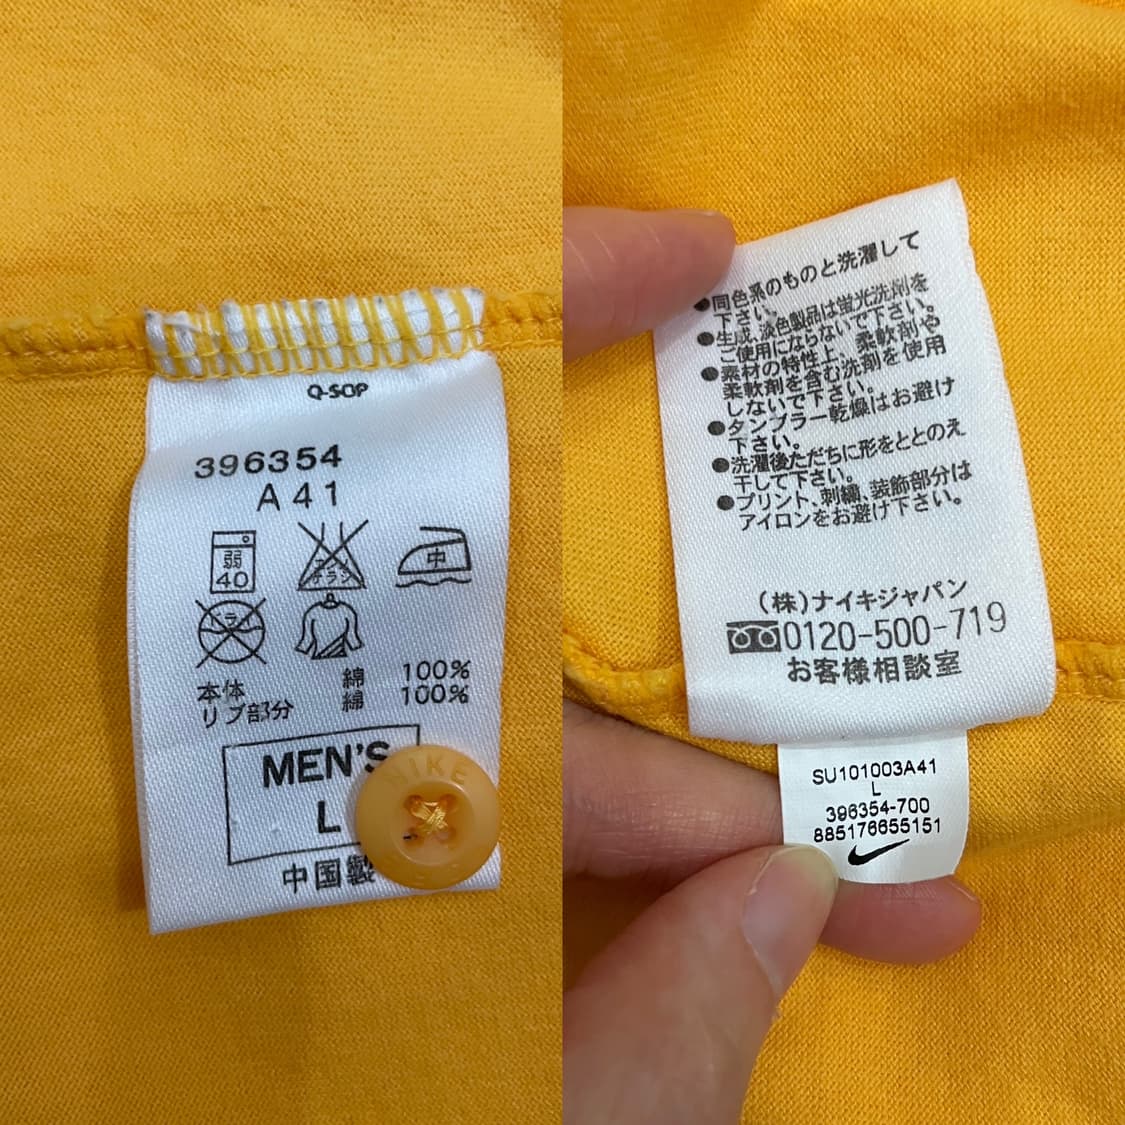 Q-SOP
396354
A41
弱
40
エンソ
サラシ
中
本体 綿 100%
リブ部分 綿 100%
MEN'S
L
NIKE
中国製
●同色系のものと洗濯して
下さい。
●生成、淡色製品は蛍光洗剤を
ご使用にならないで下さい。
●素材の特性上、柔軟剤や
柔軟剤を含む洗剤を使用
しないで下さい。
●タンブラー乾燥はお避け
下さい。
●洗濯後ただちに形をととのえ
干して下さい。
●プリント、刺繍、装飾部分は
アイロンをお避け下さい。
(株)ナイキジャパン
0120-500-719
お客様相談室
SU101003A41
L
396354-700
885176655151